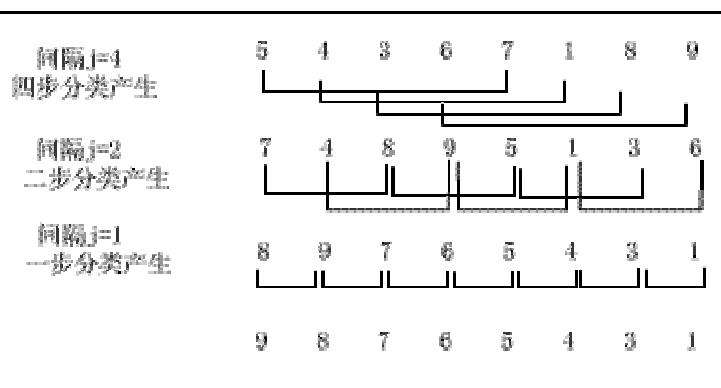 间隔j=4 5 4 3 6 7 1 8 9
四步分类产生
间隔j=2 7 4 8 9 5 1 3 6
二步分类产生
间隔j=1 8 9 7 6 5 4 3 1
一步分类产生
9 8 7 6 5 4 3 1